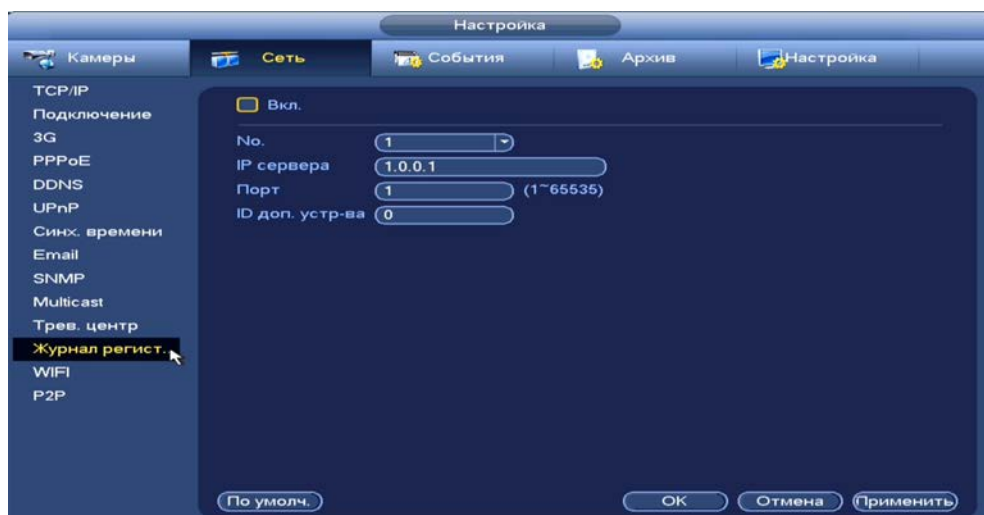 Настройка
Камеры
Сеть
События
Архив
Настройка
TCP/IP
Подключение
3G
PPPoE
DDNS
UPnP
Синх. времени
Email
SNMP
Multicast
Трев. центр
Журнал регист.
WIFI
P2P
Вкл.
No. 1
IP сервера 1.0.0.1
Порт 1 (1~65535)
ID доп. устр-ва 0
По умолч. ОК Отмена Применить